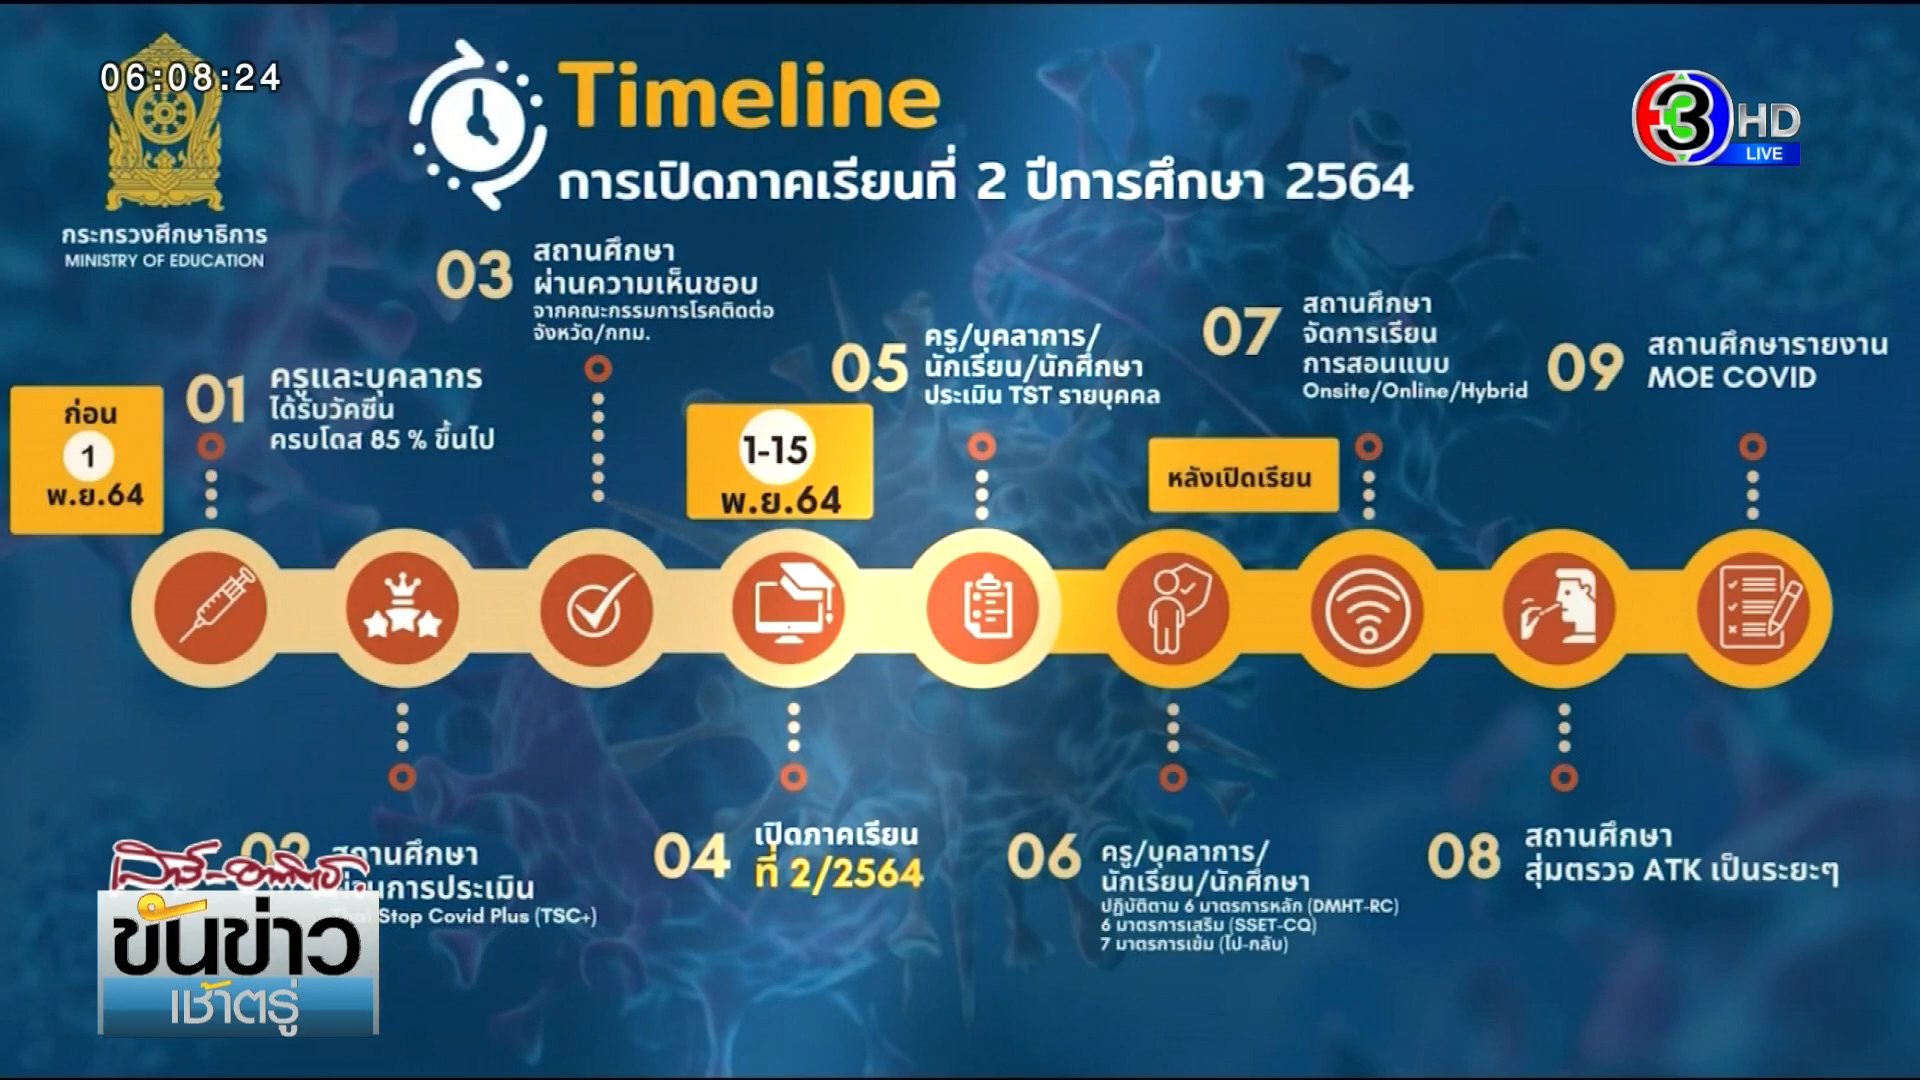 06:08:24
กระทรวงศึกษาธิการ
MINISTRY OF EDUCATION
Timeline
การเปิดภาคเรียนที่ 2 ปีการศึกษา 2564
3 HD
LIVE
ก่อน
1
พ.ย.64
01
ครูและบุคลากร
ได้รับวัคซีน
ครบโดส 85 % ขึ้นไป
02
สถานศึกษา
ผ่านการประเมิน
Thai Stop Covid Plus (TSC+)
03
สถานศึกษา
ผ่านความเห็นชอบ
จากคณะกรรมการโรคติดต่อ
จังหวัด/กทม.
1-15
พ.ย.64
04
เปิดภาคเรียน
ที่ 2/2564
05
ครู/บุคลาการ/
นักเรียน/นักศึกษา
ประเมิน TST รายบุคคล
หลังเปิดเรียน
06
ครู/บุคลาการ/
นักเรียน/นักศึกษา
ปฏิบัติตาม 6 มาตรการหลัก (DMHT-RC)
6 มาตรการเสริม (SSET-CQ)
7 มาตรการเข้ม (ไป-กลับ)
07
สถานศึกษา
จัดการเรียน
การสอนแบบ
Onsite/Online/Hybrid
08
สถานศึกษา
สุ่มตรวจ ATK เป็นระยะๆ
09
สถานศึกษารายงาน
MOE COVID
เสาร์-อาทิตย์
ขันข่าว
เช้าตรู่